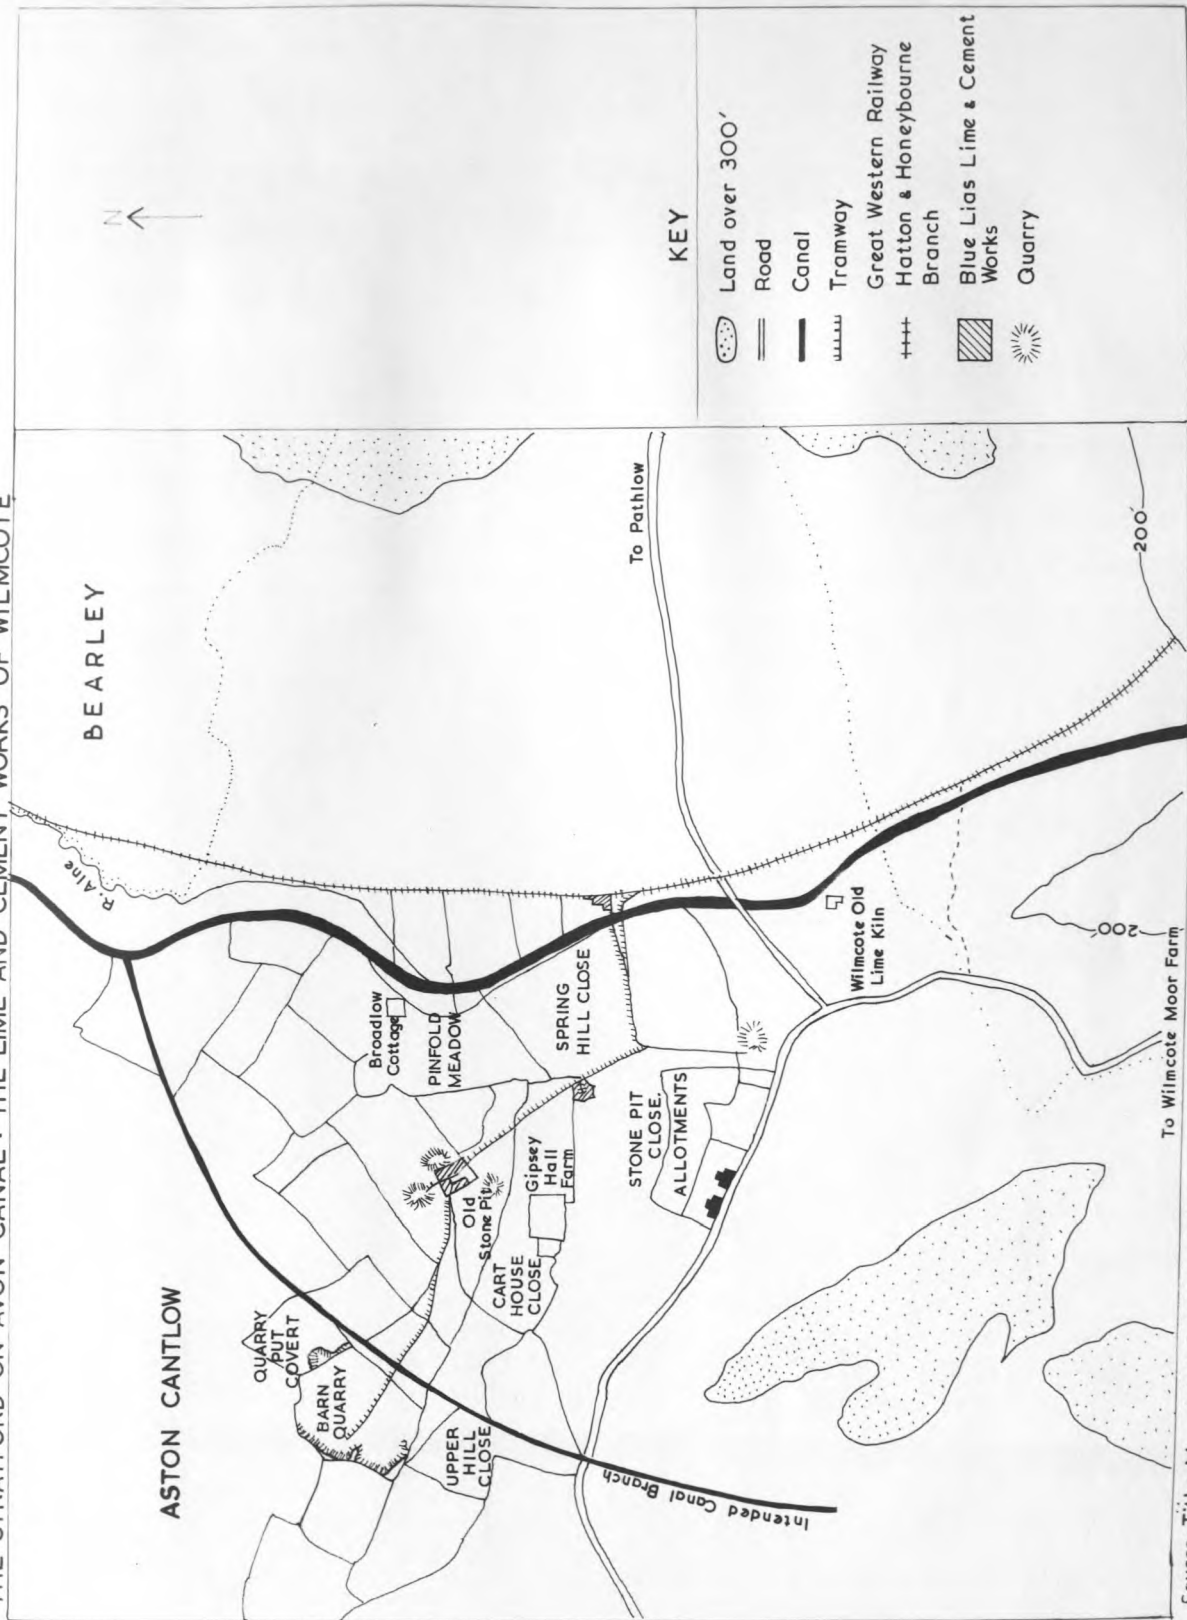 THE STRATFORD ON AVON CANAL : THE LIME AND CEMENT WORKS OF WILMCOTE
N
BEARLEY
ASTON CANTLOW
R. Alne
QUARRY
PUT
COVERT
BARN
QUARRY
UPPER
HILL
CLOSE
CART
HOUSE
CLOSE
Old
Stone Pit
Gipsey
Hall
Farm
Broadlow
Cottage
PINFOLD
MEADOW
SPRING
HILL CLOSE
STONE PIT
CLOSE.
ALLOTMENTS
To Pathlow
Wilmcote Old
Lime Kiln
Intended Canal Branch
200'
200'
To Wilmcote Moor Farm
KEY
Land over 300'
Road
Canal
Tramway
Great Western Railway
Hatton & Honeybourne
Branch
Blue Lias Lime & Cement
Works
Quarry